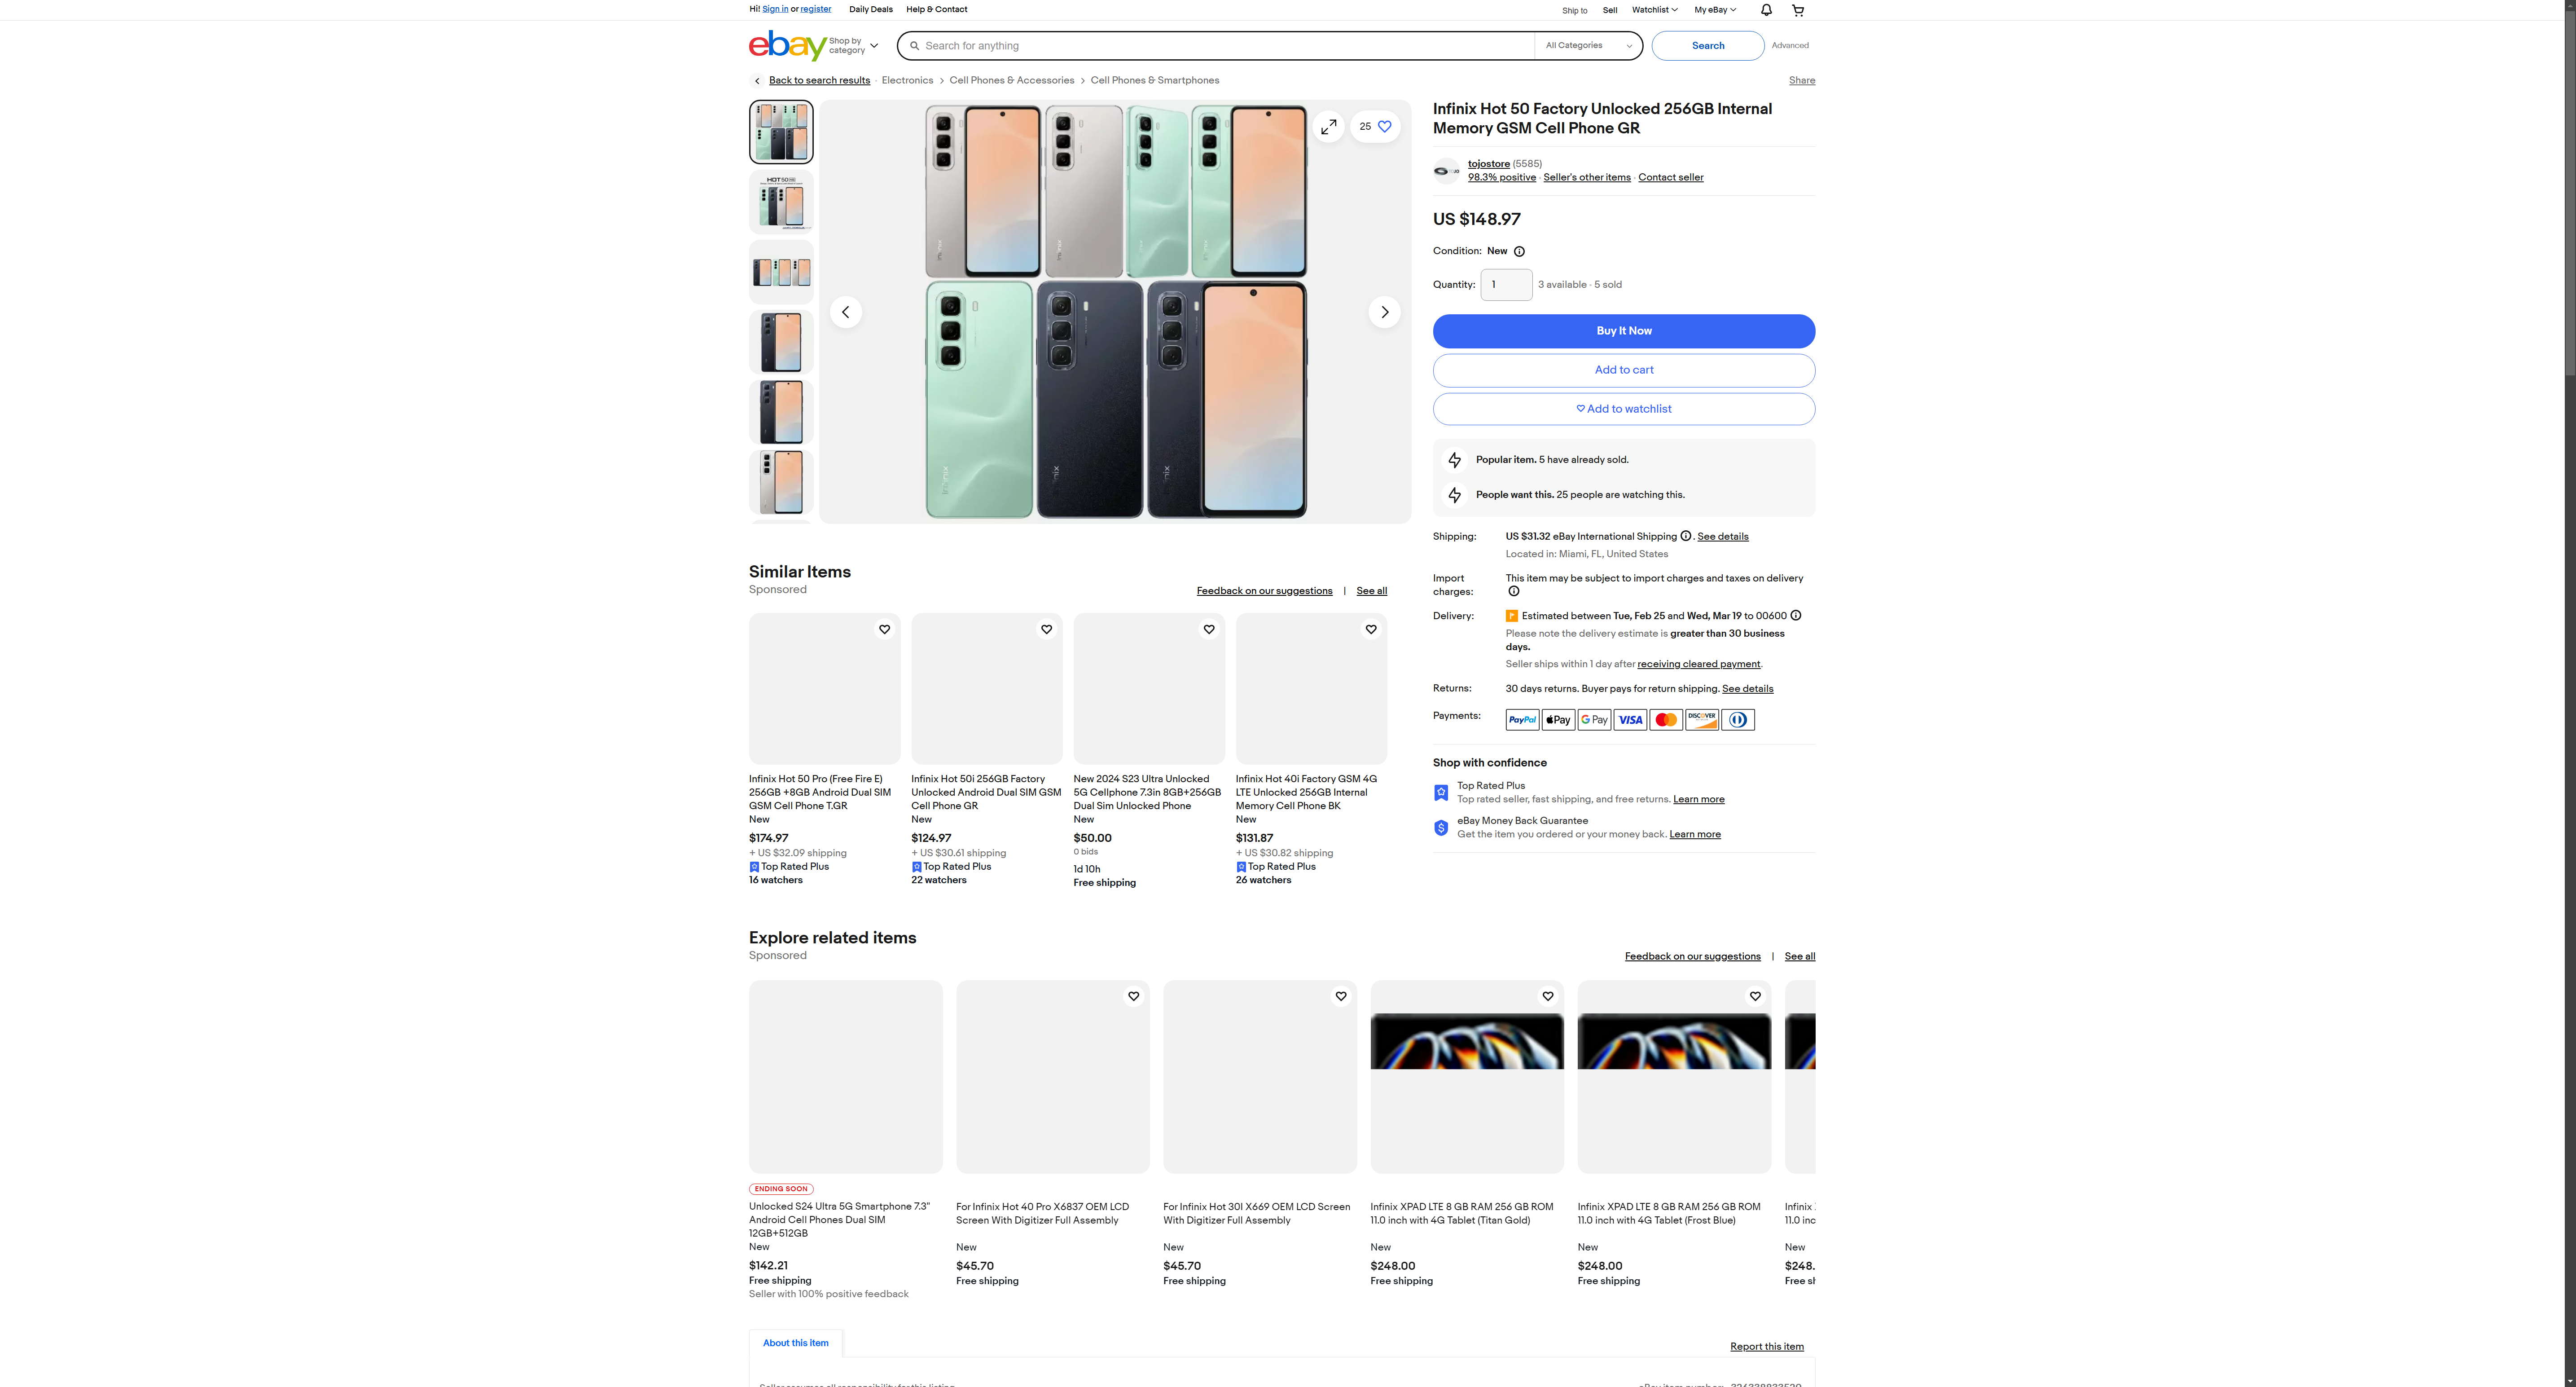 Hi! Sign in or register
Daily Deals
Help & Contact
Ship to
Sell
Watchlist
My eBay
ebay
Shop by
category
Search for anything
All Categories
Search
Advanced
Back to search results · Electronics > Cell Phones & Accessories > Cell Phones & Smartphones
Share
HOT 50
25
Infinix
Infinix
Infinix
Infinix
Infinix Hot 50 Factory Unlocked 256GB Internal
Memory GSM Cell Phone GR
tojostore (5585)
98.3% positive · Seller's other items · Contact seller
US $148.97
Condition: New
Quantity: 1 3 available · 5 sold
Buy It Now
Add to cart
Add to watchlist
Popular item. 5 have already sold.
People want this. 25 people are watching this.
Shipping: US $31.32 eBay International Shipping . See details
Located in: Miami, FL, United States
Import
charges:
This item may be subject to import charges and taxes on delivery
Delivery: Estimated between Tue, Feb 25 and Wed, Mar 19 to 00600
Please note the delivery estimate is greater than 30 business
days.
Seller ships within 1 day after receiving cleared payment.
Returns: 30 days returns. Buyer pays for return shipping. See details
Payments: PayPal Pay G Pay VISA DISCOVER
Shop with confidence
Top Rated Plus
Top rated seller, fast shipping, and free returns. Learn more
eBay Money Back Guarantee
Get the item you ordered or your money back. Learn more
Similar Items
Sponsored
Feedback on our suggestions | See all
Infinix Hot 50 Pro (Free Fire E)
256GB +8GB Android Dual SIM
GSM Cell Phone T.GR
New
$174.97
+ US $32.09 shipping
Top Rated Plus
16 watchers
Infinix Hot 50i 256GB Factory
Unlocked Android Dual SIM GSM
Cell Phone GR
New
$124.97
+ US $30.61 shipping
Top Rated Plus
22 watchers
New 2024 S23 Ultra Unlocked
5G Cellphone 7.3in 8GB+256GB
Dual Sim Unlocked Phone
New
$50.00
0 bids
1d 10h
Free shipping
Infinix Hot 40i Factory GSM 4G
LTE Unlocked 256GB Internal
Memory Cell Phone BK
New
$131.87
+ US $30.82 shipping
Top Rated Plus
26 watchers
Explore related items
Sponsored
Feedback on our suggestions | See all
ENDING SOON
Unlocked S24 Ultra 5G Smartphone 7.3"
Android Cell Phones Dual SIM
12GB+512GB
New
$142.21
Free shipping
Seller with 100% positive feedback
For Infinix Hot 40 Pro X6837 OEM LCD
Screen With Digitizer Full Assembly
New
$45.70
Free shipping
For Infinix Hot 30I X669 OEM LCD Screen
With Digitizer Full Assembly
New
$45.70
Free shipping
Infinix XPAD LTE 8 GB RAM 256 GB ROM
11.0 inch with 4G Tablet (Titan Gold)
New
$248.00
Free shipping
Infinix XPAD LTE 8 GB RAM 256 GB ROM
11.0 inch with 4G Tablet (Frost Blue)
New
$248.00
Free shipping
Infinix
11.0 inc
New
$248.
Free sh
About this item
Report this item